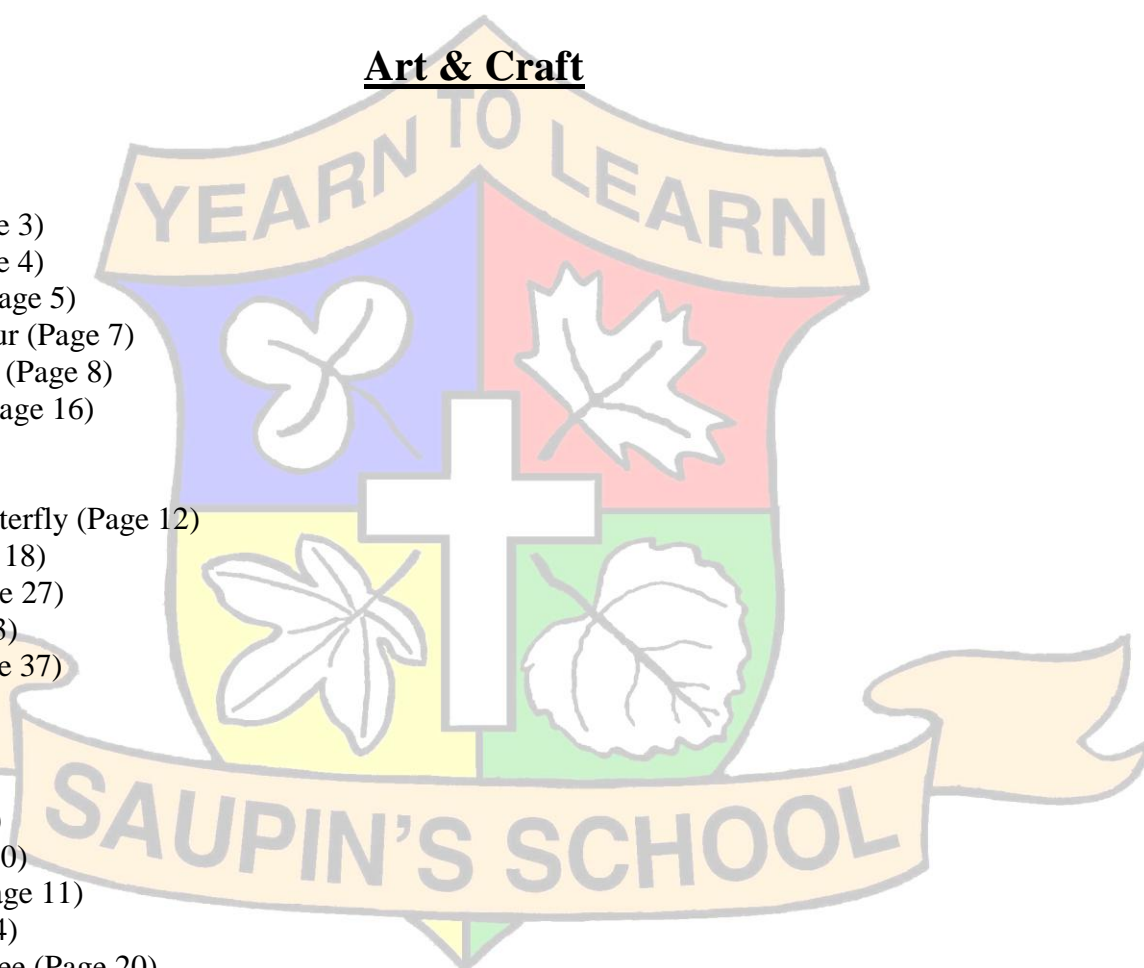 Art & Craft
YEARN TO LEARN
e 3)
e 4)
age 5)
ur (Page 7)
(Page 8)
age 16)
terfly (Page 12)
18)
e 27)
3)
e 37)
SAUPIN'S SCHOOL
)
0)
age 11)
4)
ee (Page 20)